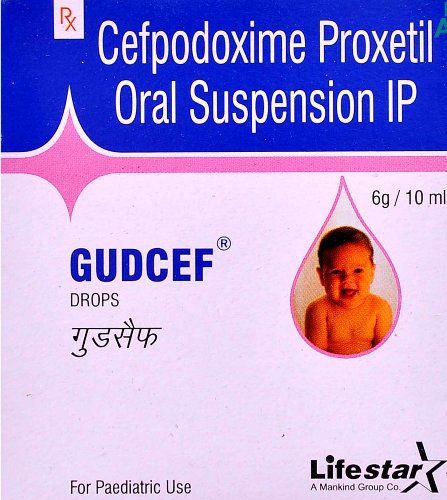 Rx
Cefpodoxime Proxetil
Oral Suspension IP
6g / 10 ml
GUDCEF®
DROPS
गुडसैफ
For Paediatric Use
Lifestar
A Mankind Group Co.